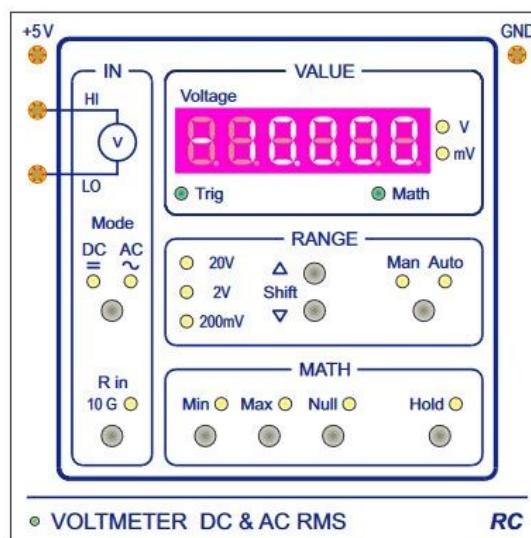 +5V
GND
IN
VALUE
HI
V
LO
Voltage
-10000
V
mV
Trig
Math
Mode
DC AC
RANGE
20V
2V
200mV
Shift
Man Auto
R in
10 G
MATH
Min Max Null Hold
VOLTMETER DC & AC RMS
RC